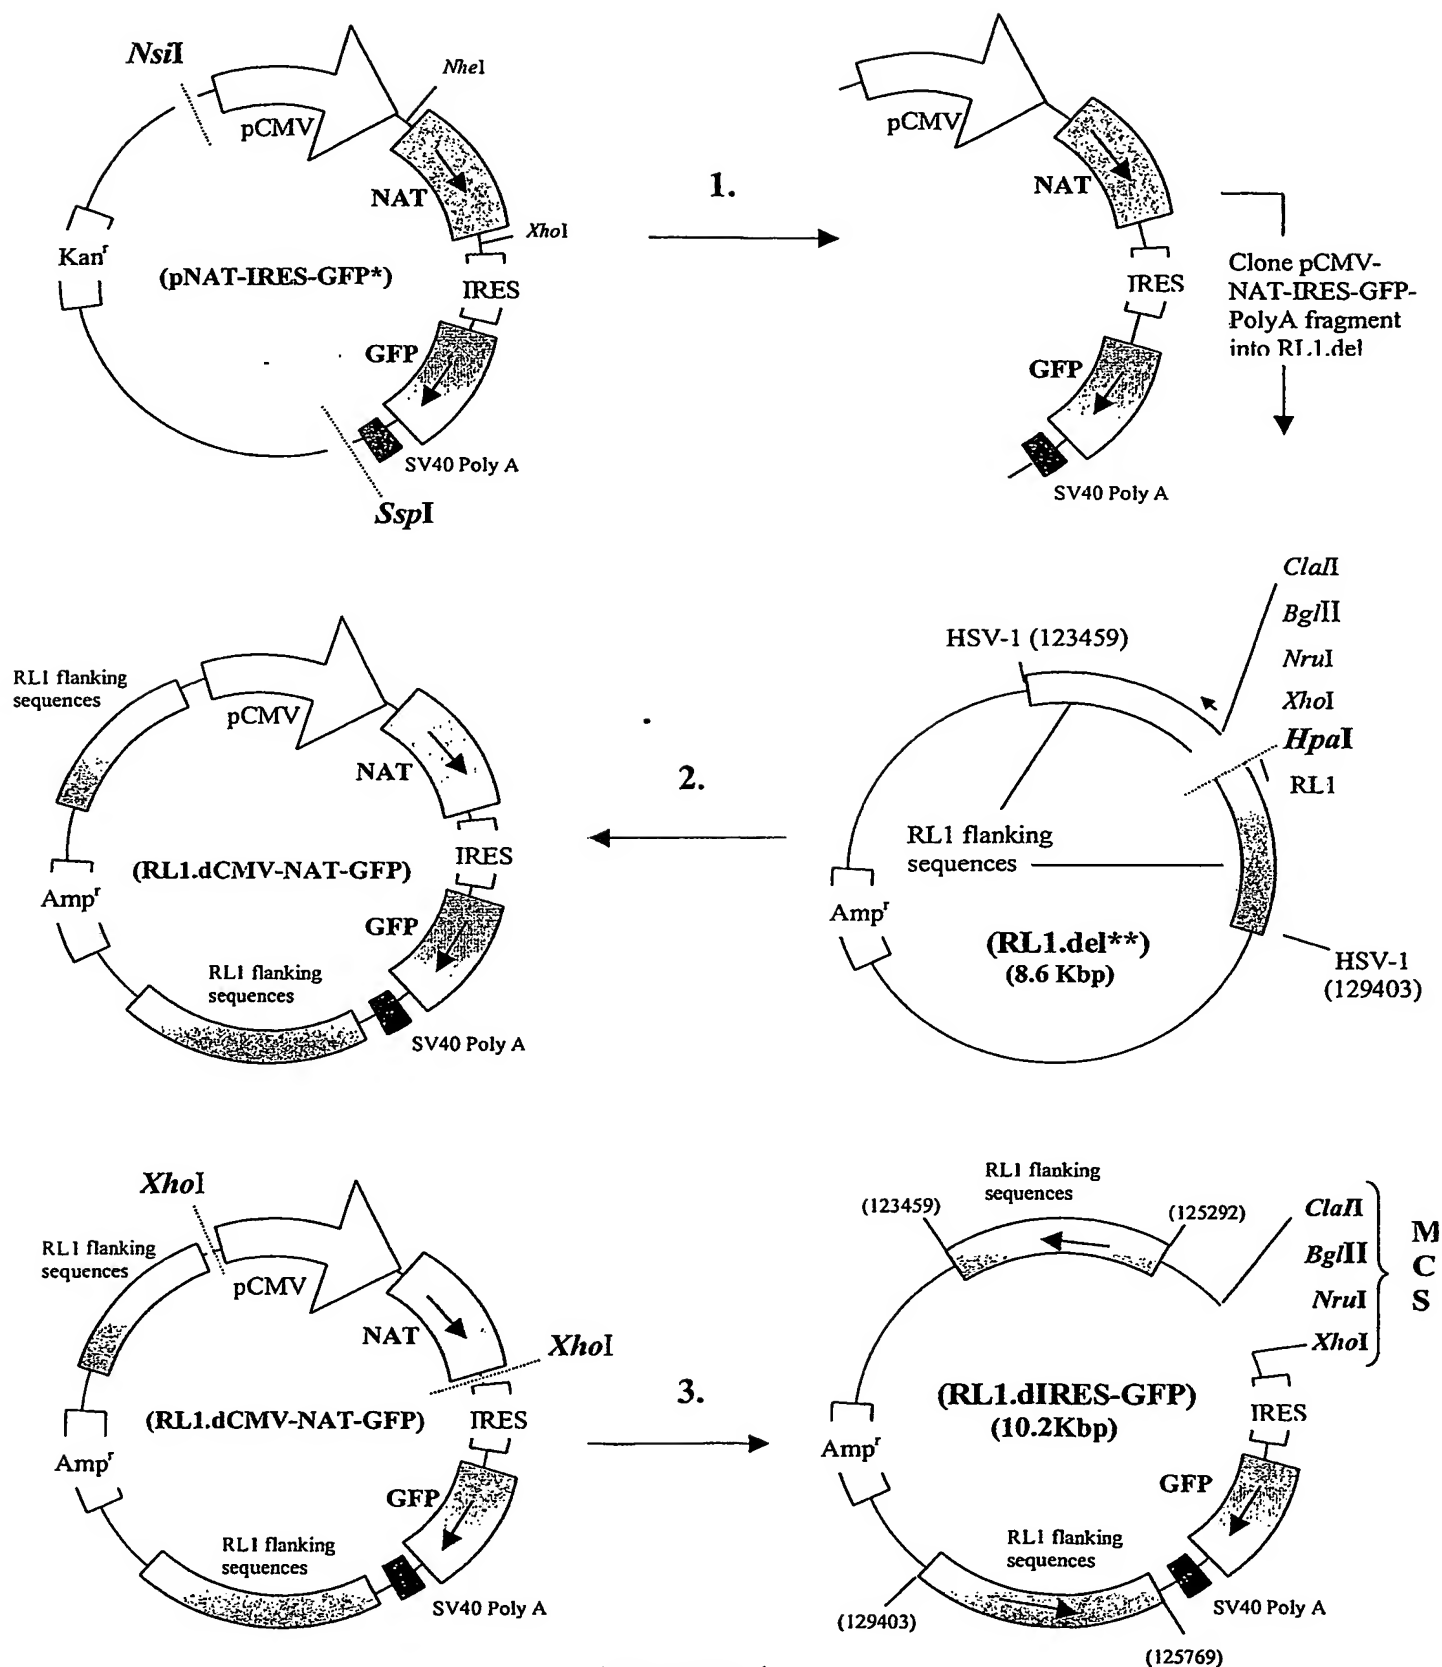 NsiI
NheI
pCMV
NAT
XhoI
Kanr
(pNAT-IRES-GFP*)
IRES
GFP
SV40 Poly A
SspI
1.
pCMV
NAT
IRES
GFP
SV40 Poly A
Clone pCMV-
NAT-IRES-GFP-
PolyA fragment
into RL1.del
RL1 flanking
sequences
pCMV
NAT
IRES
(RL1.dCMV-NAT-GFP)
Ampr
GFP
RL1 flanking
sequences
SV40 Poly A
2.
ClaI
BglII
NruI
XhoI
HpaI
RL1
HSV-1 (123459)
RL1 flanking
sequences
Ampr
(RL1.del**)
(8.6 Kbp)
HSV-1
(129403)
XhoI
RL1 flanking
sequences
pCMV
NAT
XhoI
(RL1.dCMV-NAT-GFP)
IRES
Ampr
GFP
RL1 flanking
sequences
SV40 Poly A
3.
RL1 flanking
sequences
(123459)
(125292)
ClaI
BglII
NruI
XhoI
M
C
S
(RL1.dIRES-GFP)
(10.2Kbp)
IRES
Ampr
GFP
RL1 flanking
sequences
SV40 Poly A
(129403)
(125769)